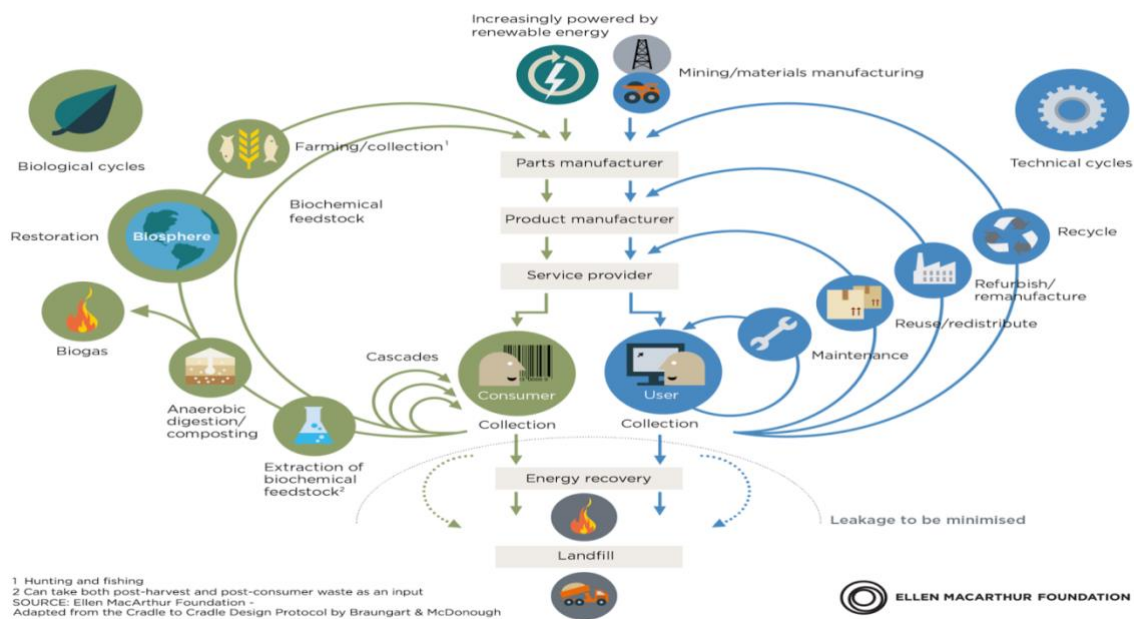 Increasingly powered by
renewable energy
Mining/materials manufacturing
Biological cycles
Farming/collection¹
Parts manufacturer
Technical cycles
Biochemical
feedstock
Product manufacturer
Restoration
Biosphere
Recycle
Service provider
Refurbish/
remanufacture
Reuse/redistribute
Biogas
Cascades
Maintenance
Consumer
User
Anaerobic
digestion/
composting
Collection
Collection
Extraction of
biochemical
feedstock²
Energy recovery
Leakage to be minimised
Landfill
1 Hunting and fishing
2 Can take both post-harvest and post-consumer waste as an input
SOURCE: Ellen MacArthur Foundation -
Adapted from the Cradle to Cradle Design Protocol by Braungart & McDonough
ELLEN MACARTHUR FOUNDATION